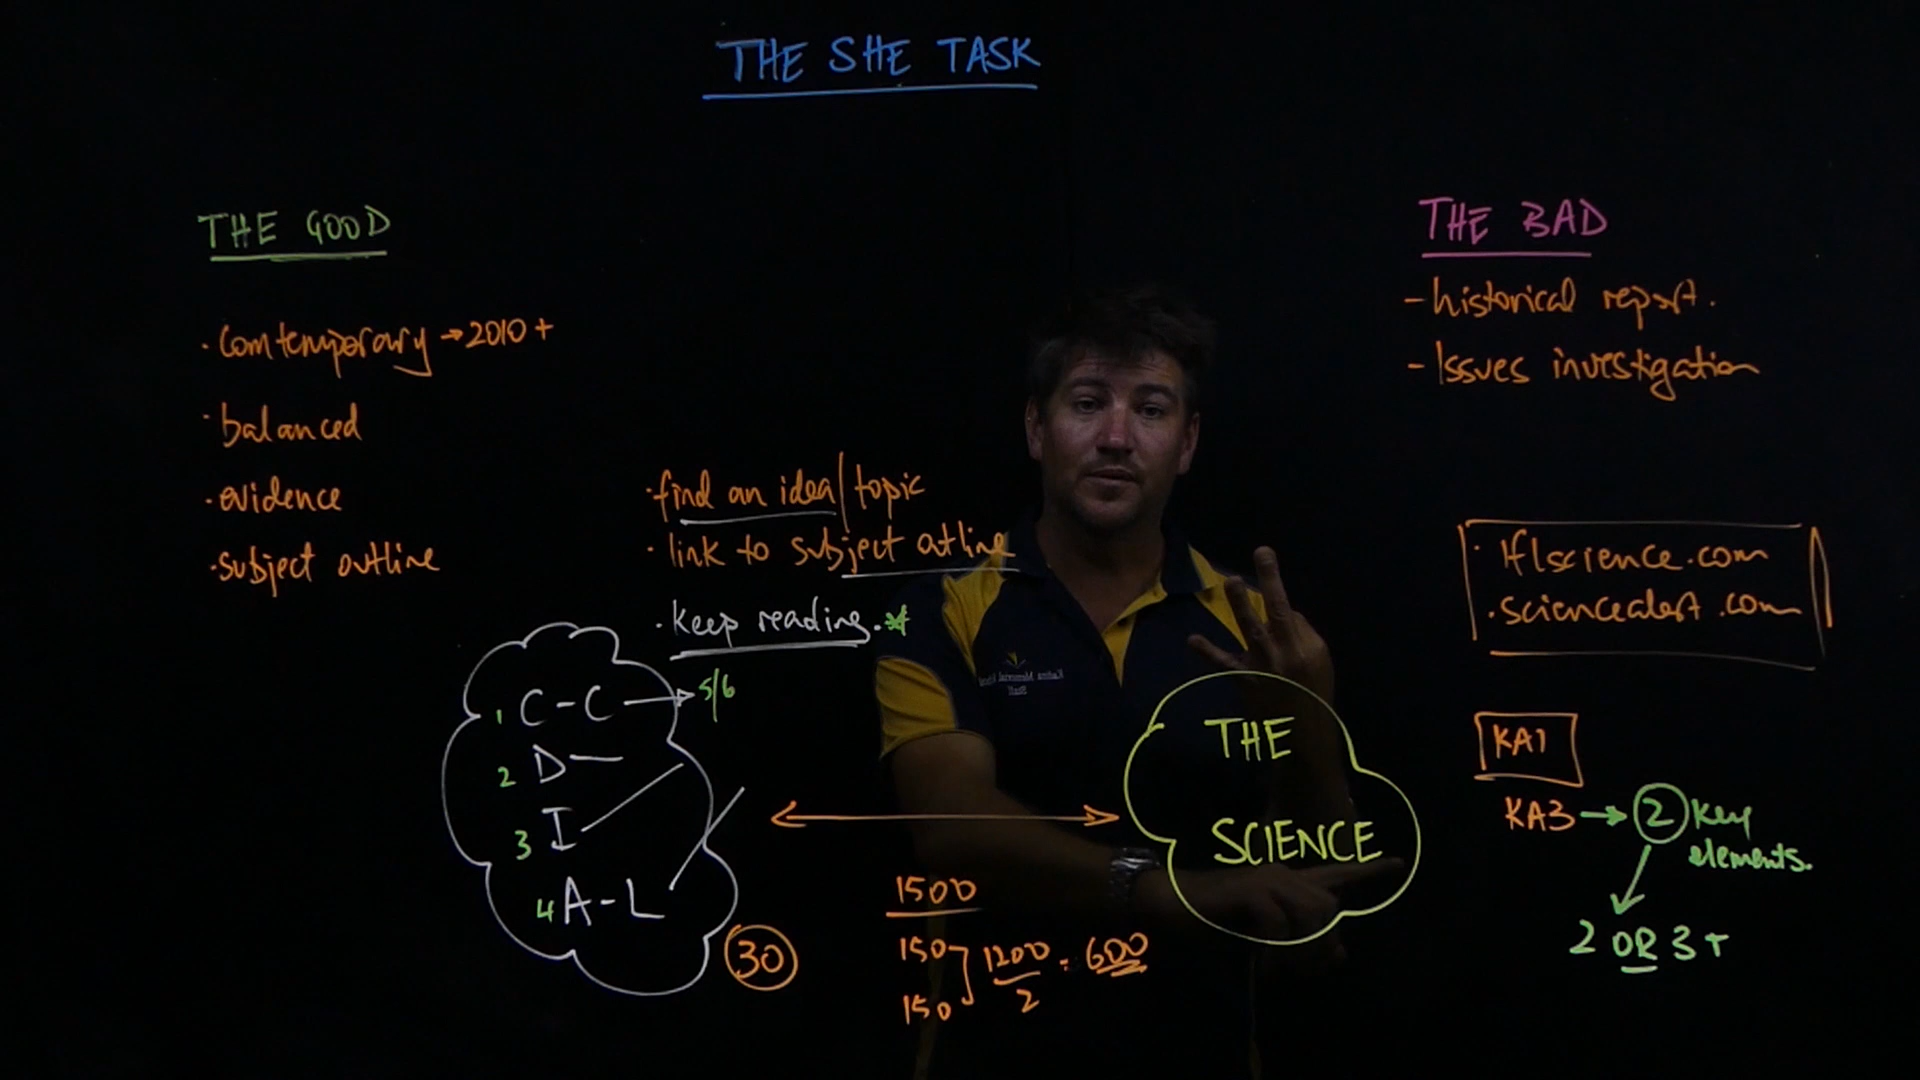 THE SHE TASK
THE GOOD
· Contemporary → 2010 +
· balanced
· evidence
· subject outline
· find an idea/topic
· link to subject outline
· Keep reading.
1 C-C → 5/6
2 D
3 I
4 A-L
30
1500
150
150
1200
2
= 600
THE
SCIENCE
THE BAD
- historical report.
- Issues investigation
· iflscience.com
· sciencealert.com
KA1
KA3 → 2 key
elements.
2 OR 3 +